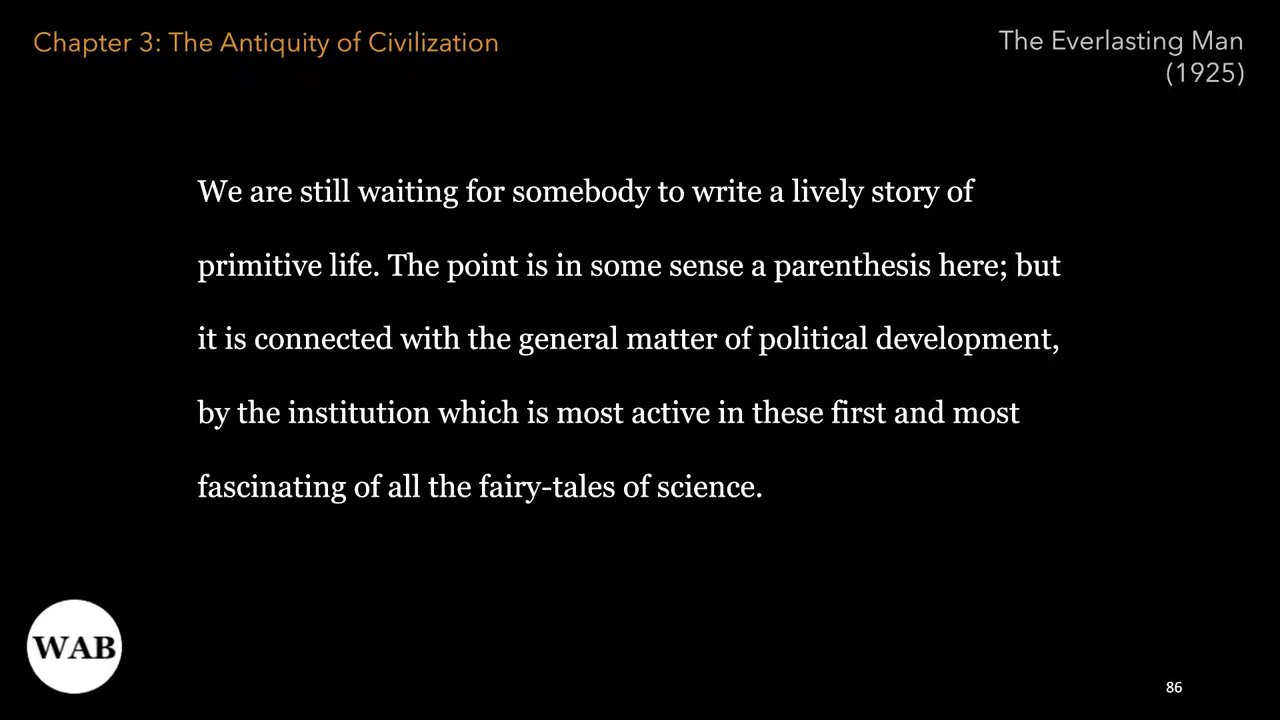 Chapter 3: The Antiquity of Civilization
The Everlasting Man
(1925)
We are still waiting for somebody to write a lively story of
primitive life. The point is in some sense a parenthesis here; but
it is connected with the general matter of political development,
by the institution which is most active in these first and most
fascinating of all the fairy-tales of science.
WAB
86